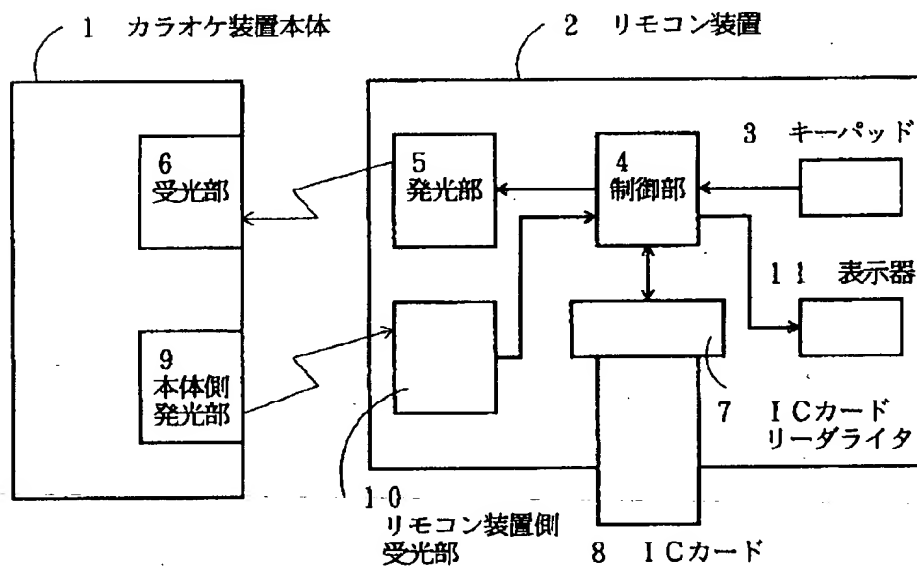 1 カラオケ装置本体
2 リモコン装置
3 キーパッド
6
受光部
5
発光部
4
制御部
11 表示器
9
本体側
発光部
7 ICカード
リーダライタ
10
リモコン装置側
受光部
8 ICカード